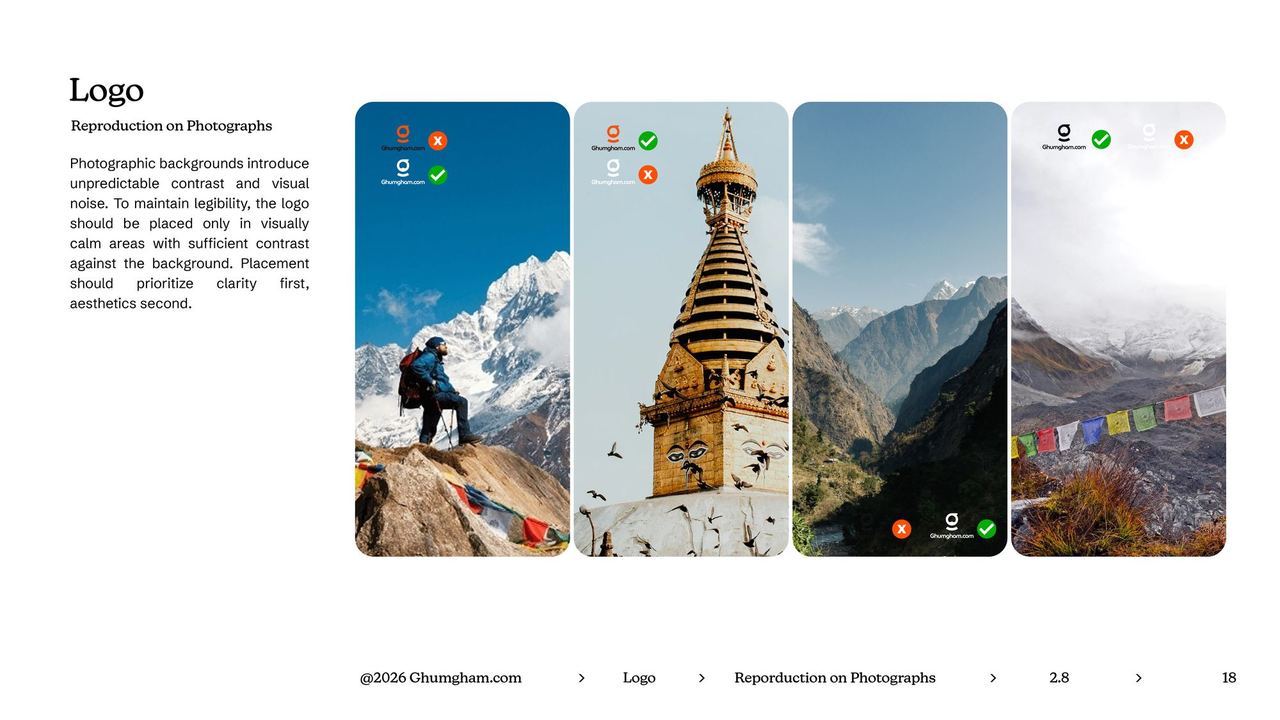 Logo
Reproduction on Photographs
Photographic backgrounds introduce
unpredictable contrast and visual
noise. To maintain legibility, the logo
should be placed only in visually
calm areas with sufficient contrast
against the background. Placement
should prioritize clarity first,
aesthetics second.
Ghumgham.com
Ghumgham.com
Ghumgham.com
Ghumgham.com
Ghumgham.com
Ghumgham.com
@2026 Ghumgham.com > Logo > Reporduction on Photographs > 2.8 > 18